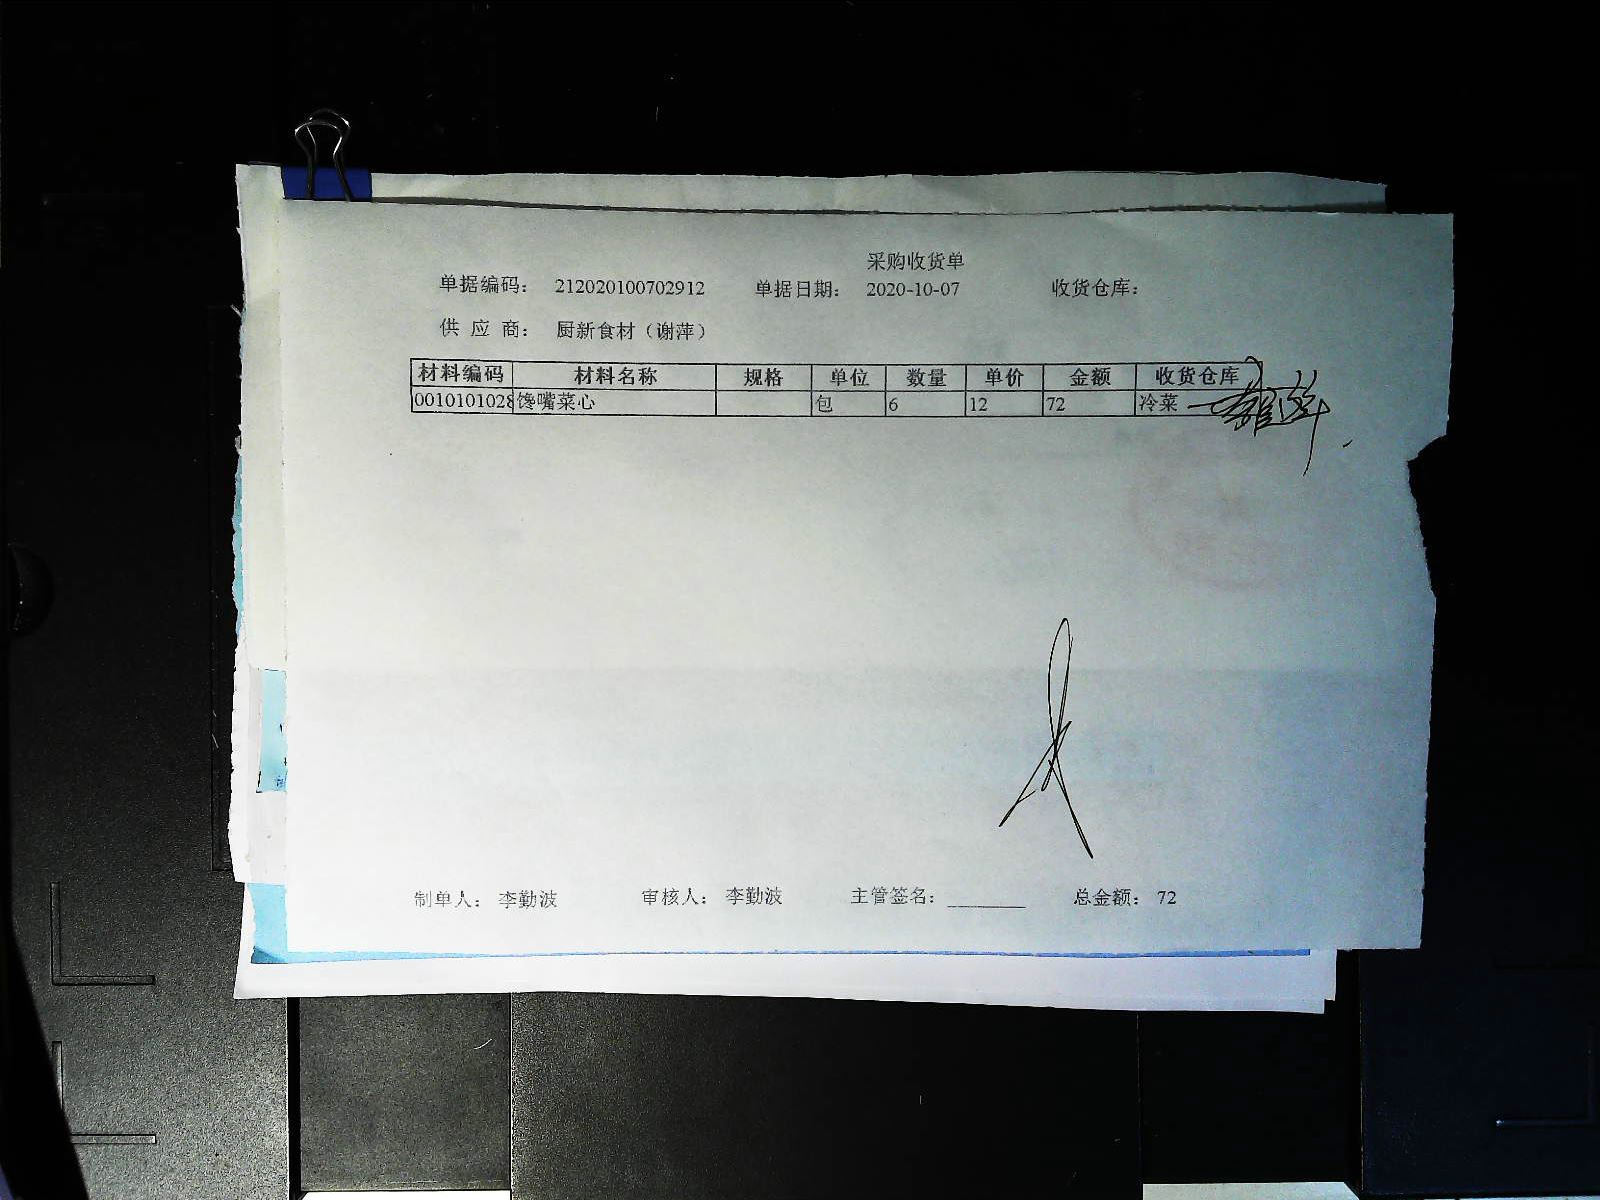 采购收货单
单据编码： 212020100702912 单据日期： 2020-10-07 收货仓库：
供 应 商： 厨新食材（谢萍）
材料编码 材料名称 规格 单位 数量 单价 金额 收货仓库
0010101028 馋嘴菜心 包 6 12 72 冷菜
制单人： 李勤波 审核人： 李勤波 主管签名：________ 总金额： 72